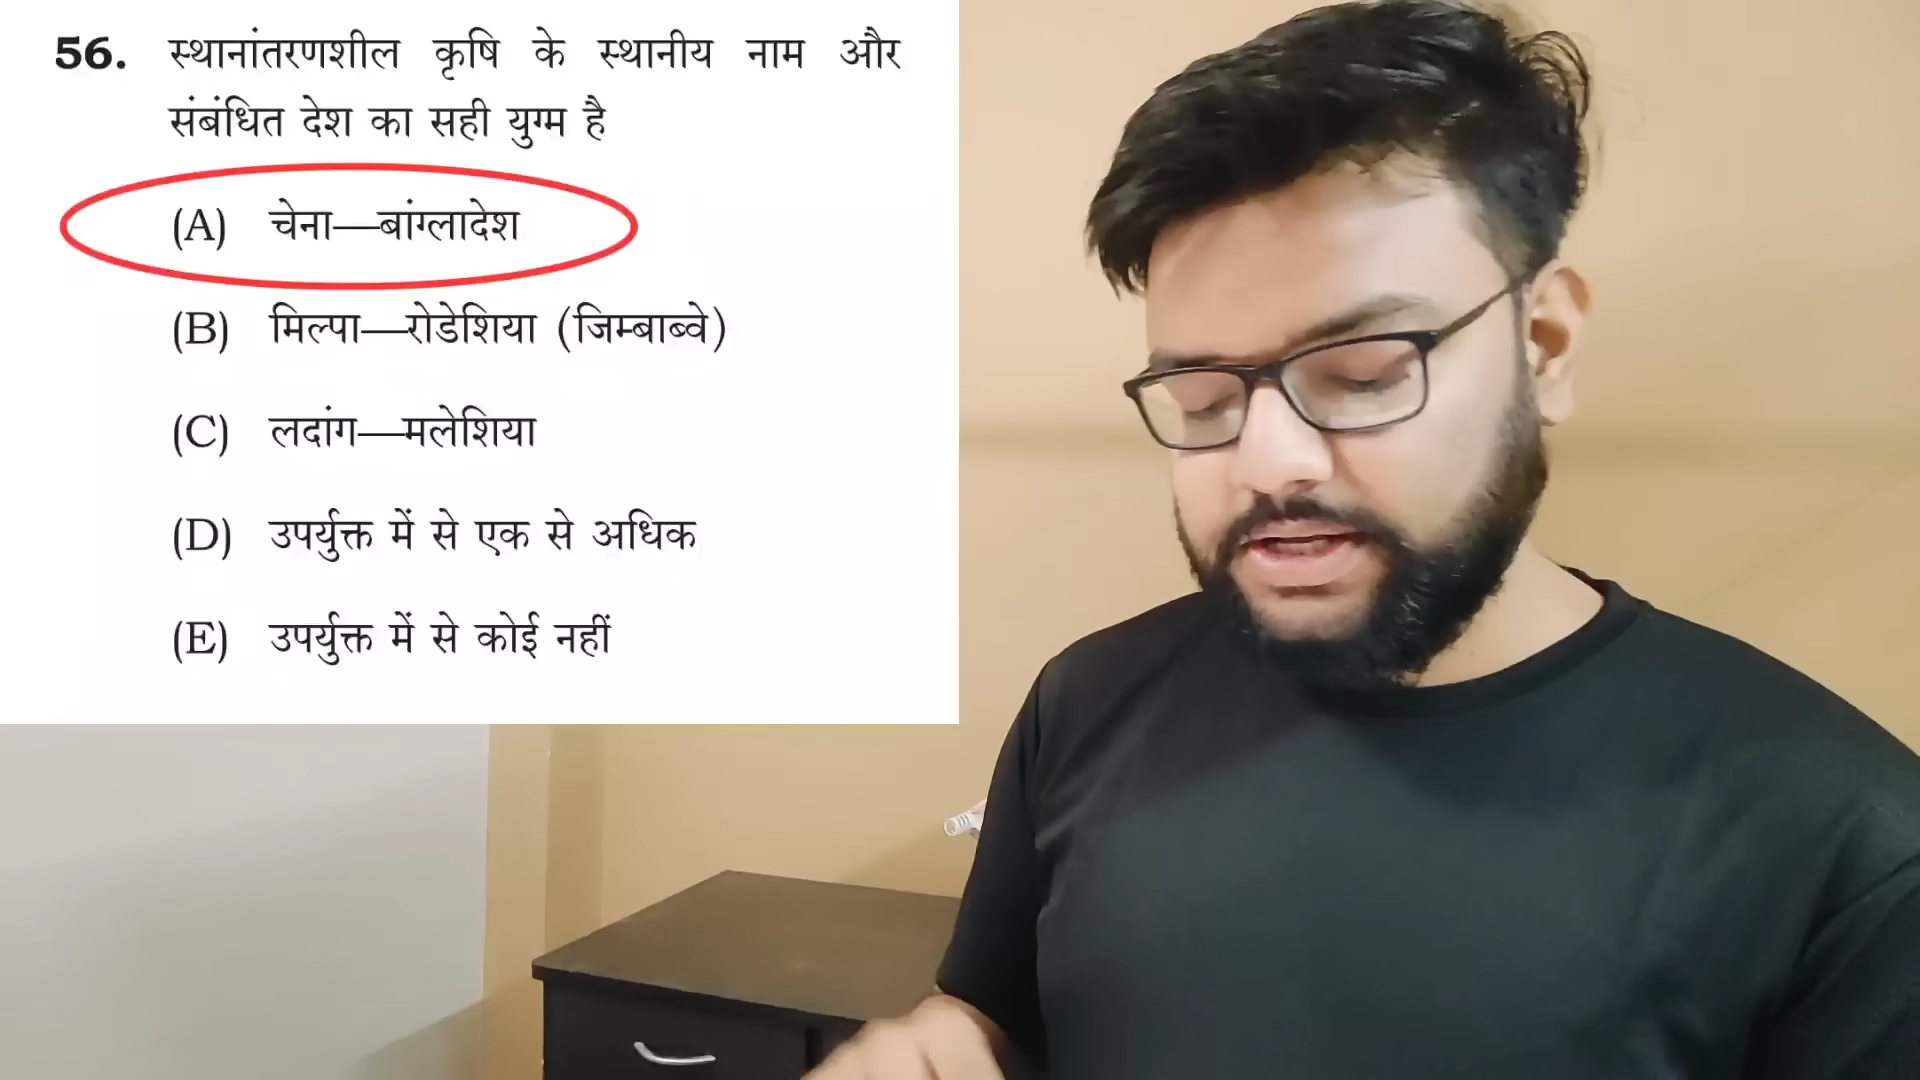 56. स्थानांतरणशील कृषि के स्थानीय नाम और
संबंधित देश का सही युग्म है
(A) चेना—बांग्लादेश
(B) मिल्पा—रोडेशिया (जिम्बाब्वे)
(C) लदांग—मलेशिया
(D) उपर्युक्त में से एक से अधिक
(E) उपर्युक्त में से कोई नहीं